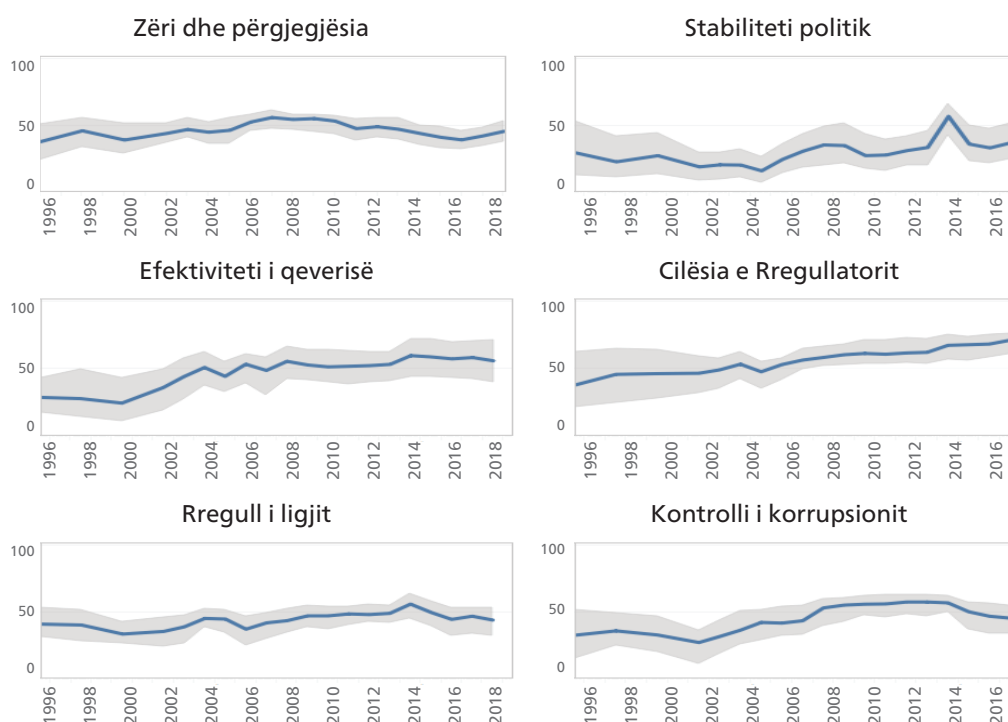 Zëri dhe përgjegjësia
100
50
0
1996 1998 2000 2002 2004 2006 2008 2010 2012 2014 2016 2018
Stabiliteti politik
100
50
0
1996 1998 2000 2002 2004 2006 2008 2010 2012 2014 2016
Efektiviteti i qeverisë
100
50
0
1996 1998 2000 2002 2004 2006 2008 2010 2012 2014 2016 2018
Cilësia e Rregullatorit
100
50
0
1996 1998 2000 2002 2004 2006 2008 2010 2012 2014 2016
Rregull i ligjit
100
50
0
1996 1998 2000 2002 2004 2006 2008 2010 2012 2014 2016 2018
Kontrolli i korrupsionit
100
50
0
1996 1998 2000 2002 2004 2006 2008 2010 2012 2014 2016